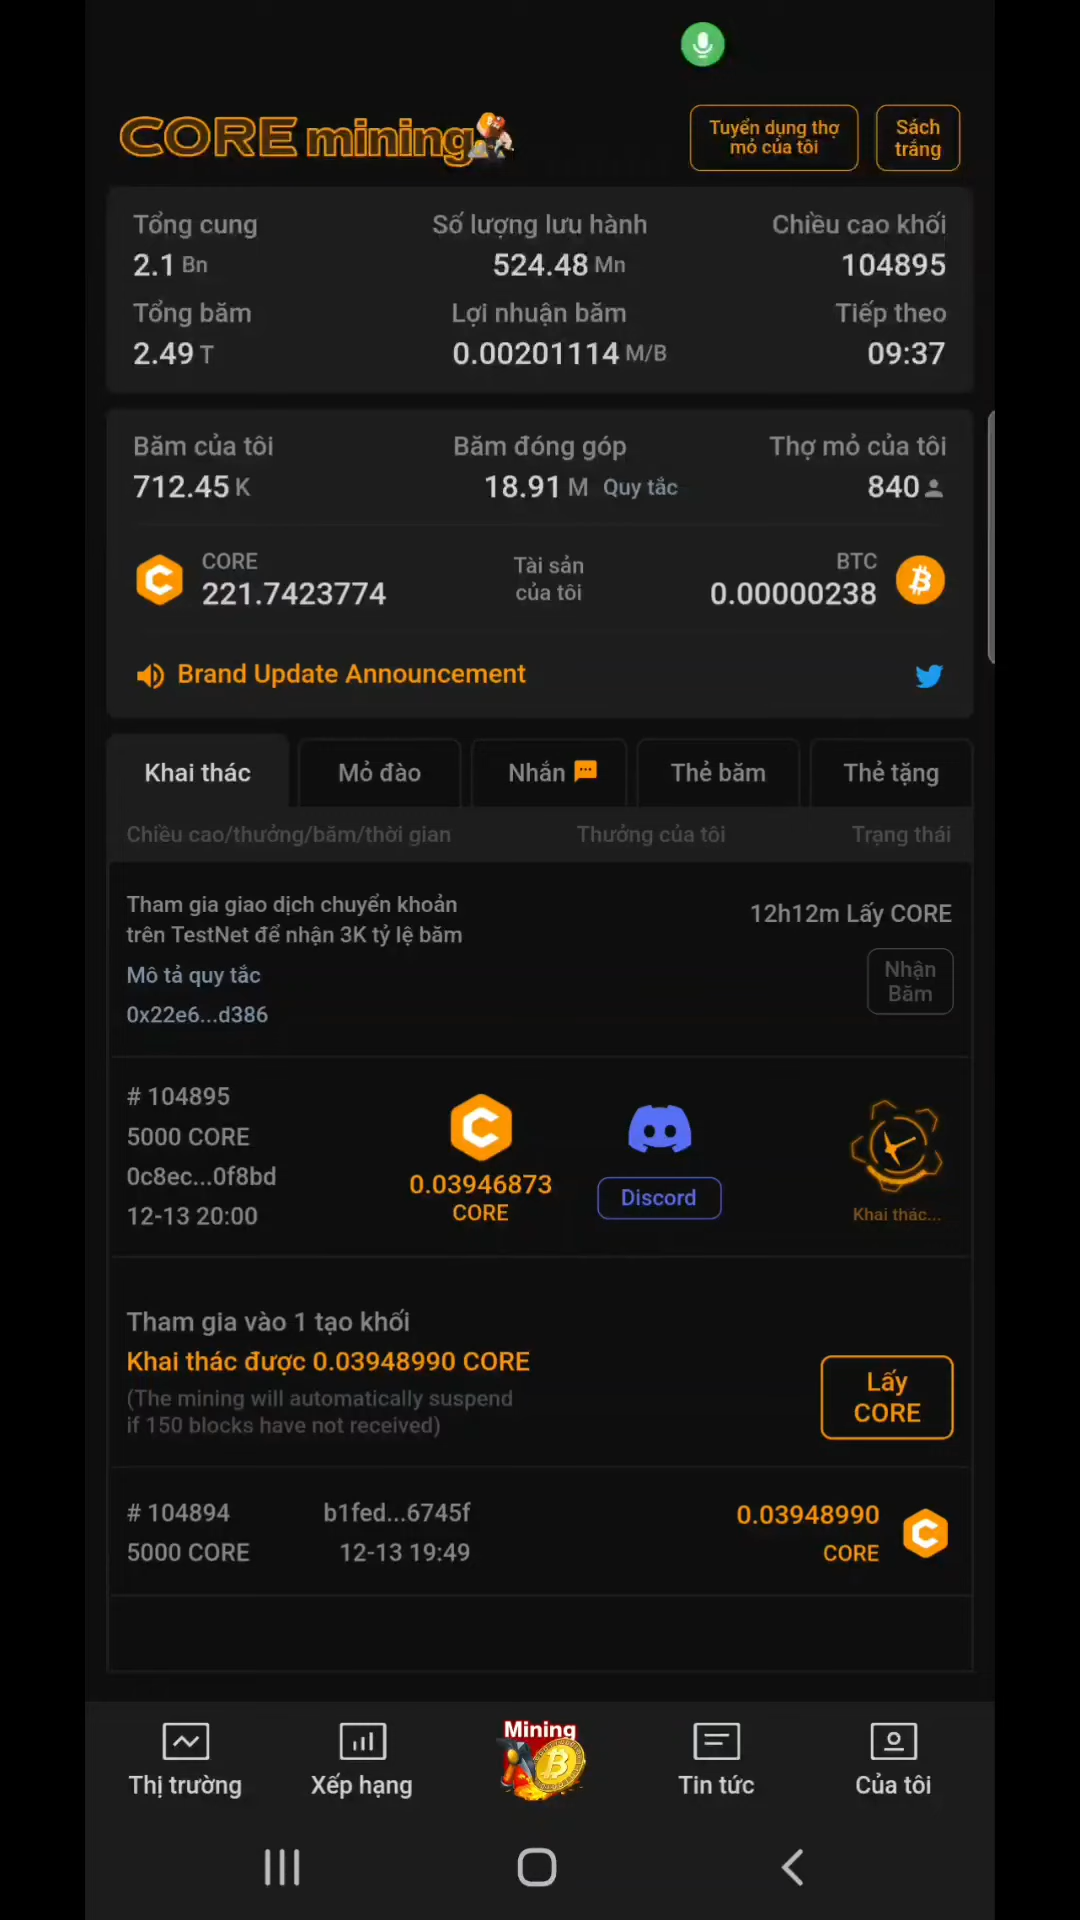 CORE mining
Tuyển dụng thợ
mỏ của tôi
Sách
trắng
Tổng cung
Số lượng lưu hành
Chiều cao khối
2.1 Bn
524.48 Mn
104895
Tổng băm
Lợi nhuận băm
Tiếp theo
2.49 T
0.00201114 M/B
09:37
Băm của tôi
Băm đóng góp
Thợ mỏ của tôi
712.45 K
18.91 M Quy tắc
840
CORE
221.7423774
Tài sản
của tôi
BTC
0.00000238
Brand Update Announcement
Khai thác
Mỏ đào
Nhắn
Thẻ băm
Thẻ tặng
Chiều cao/thưởng/băm/thời gian
Thưởng của tôi
Trạng thái
Tham gia giao dịch chuyển khoản
trên TestNet để nhận 3K tỷ lệ băm
Mô tả quy tắc
0x22e6...d386
12h12m Lấy CORE
Nhận
Băm
# 104895
5000 CORE
0c8ec...0f8bd
12-13 20:00
0.03946873
CORE
Discord
Khai thác...
Tham gia vào 1 tạo khối
Khai thác được 0.03948990 CORE
(The mining will automatically suspend
if 150 blocks have not received)
Lấy
CORE
# 104894
b1fed...6745f
0.03948990
5000 CORE
12-13 19:49
CORE
Mining
Thị trường
Xếp hạng
Tin tức
Của tôi